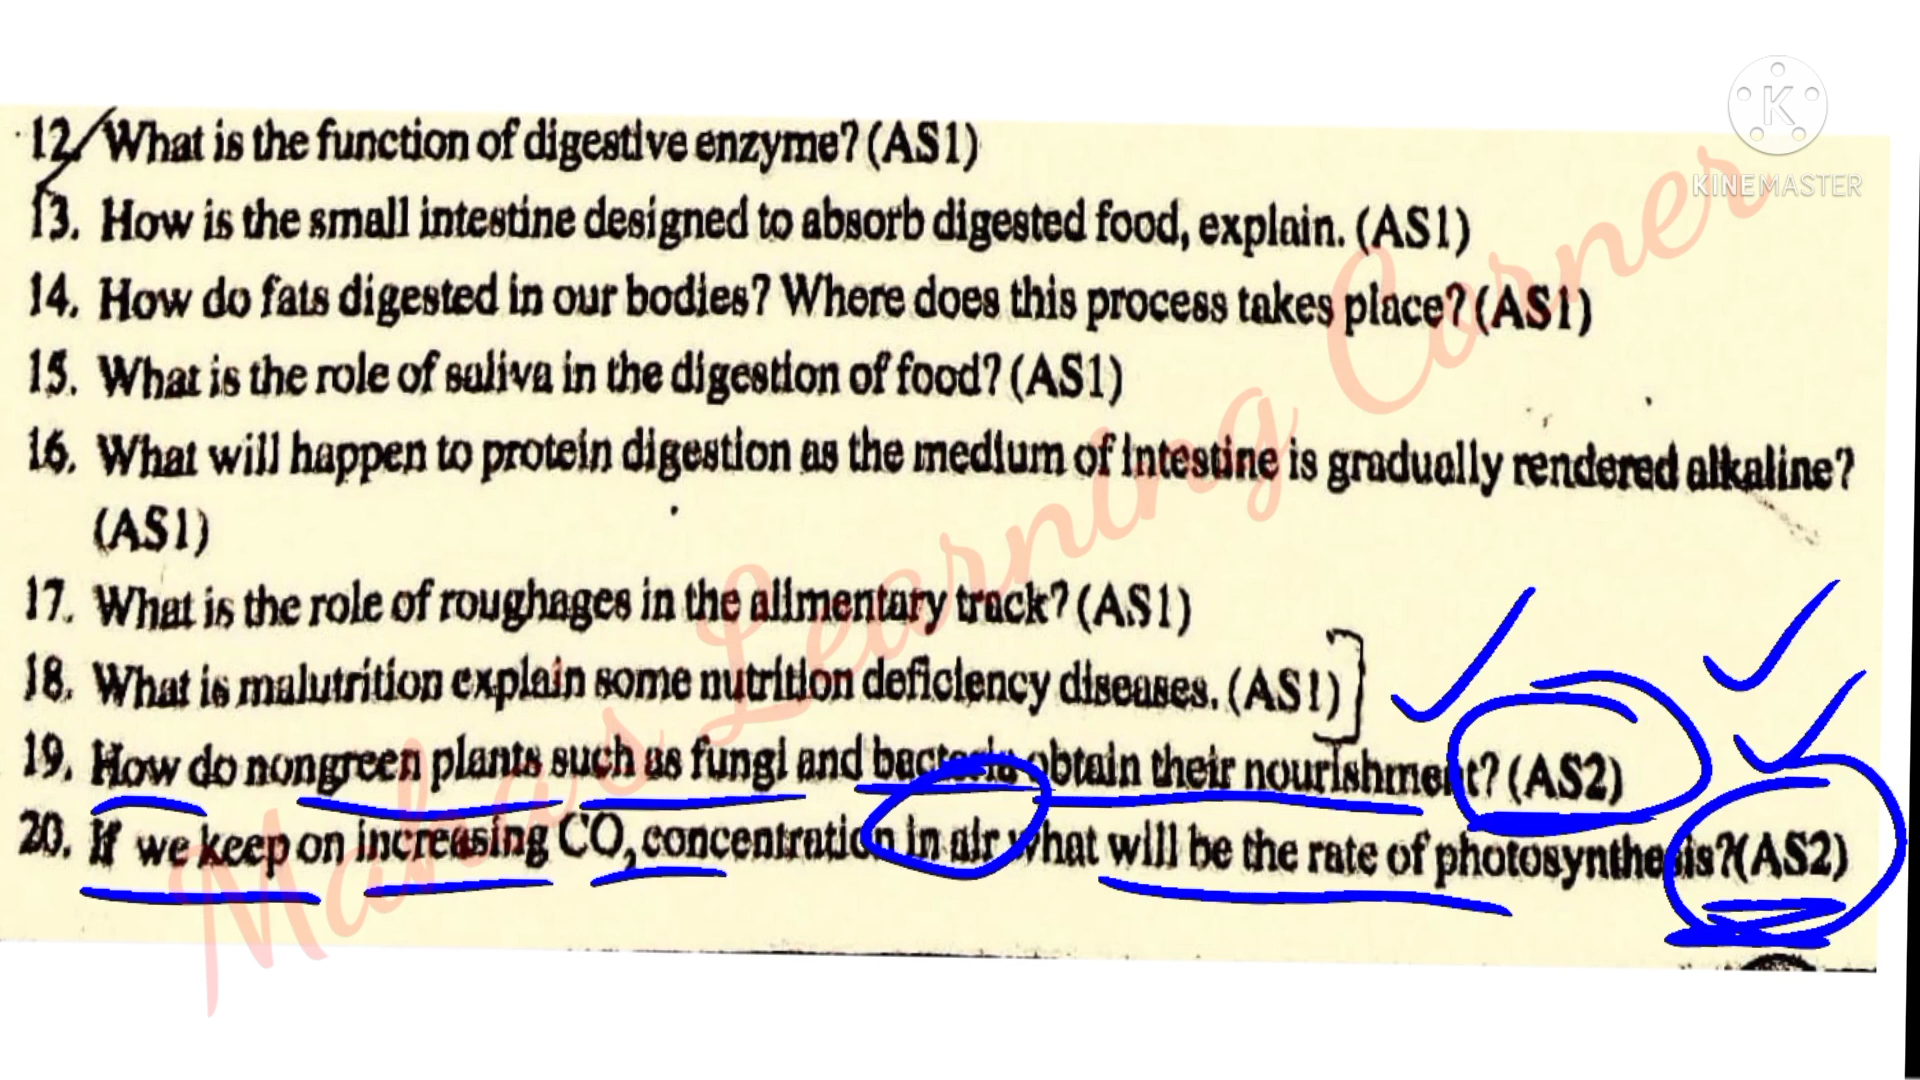 KINEMASTER
12. What is the function of digestive enzyme? (AS1)
13. How is the small intestine designed to absorb digested food, explain. (AS1)
14. How do fats digested in our bodies? Where does this process takes place? (AS1)
15. What is the role of saliva in the digestion of food? (AS1)
16. What will happen to protein digestion as the medium of intestine is gradually rendered alkaline?
(AS1)
17. What is the role of roughages in the alimentary track? (AS1)
18. What is malutrition explain some nutrition deficiency diseases. (AS1)
19. How do nongreen plants such as fungi and bacteria obtain their nourishment? (AS2)
20. If we keep on increasing CO₂ concentration in air what will be the rate of photosynthesis?(AS2)
Maha's Learning Corner